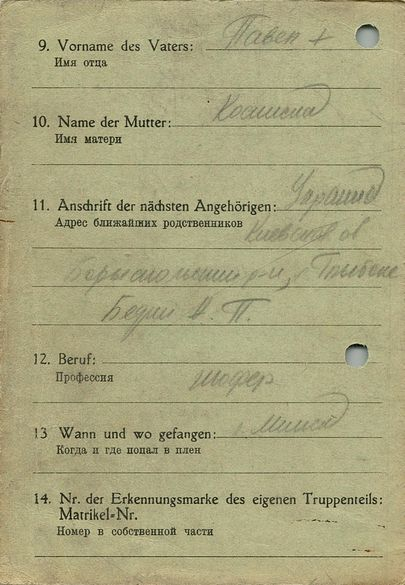 9. Vorname des Vaters: Павел +
Имя отца
10. Name der Mutter:
Имя матери
11. Anschrift der nächsten Angehörigen: Украина
Адрес ближайших родственников Киевская об
Борыспольский р-н,
А. П.
12. Beruf:
Профессия шофер
13 Wann und wo gefangen: г. Минск
Когда и где попал в плен
14. Nr. der Erkennungsmarke des eigenen Truppenteils:
Matrikel-Nr.
Номер в собственной части